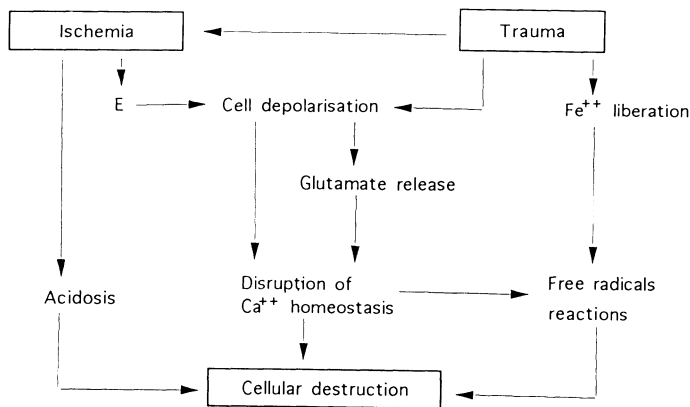 Ischemia
Trauma
E
Cell depolarisation
Fe++ liberation
Glutamate release
Acidosis
Disruption of
Ca++ homeostasis
Free radicals
reactions
Cellular destruction